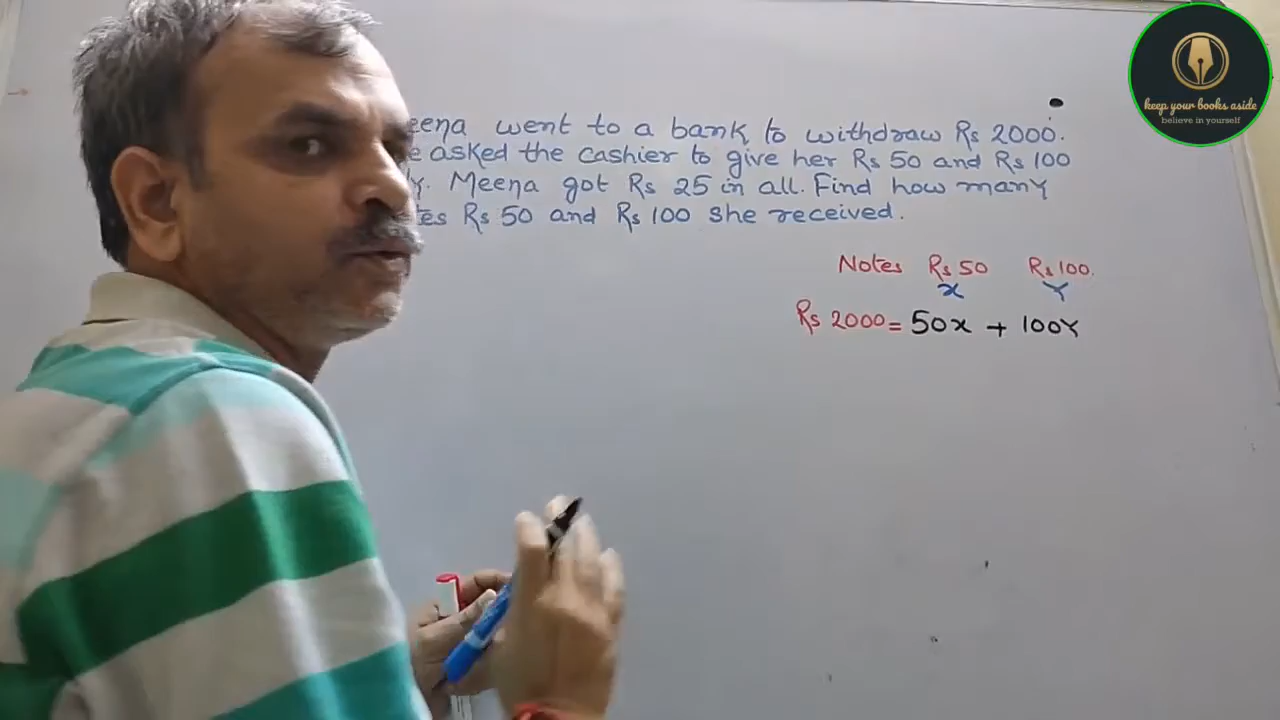 eena went to a bank to withdraw Rs 2000.
e asked the cashier to give her Rs 50 and Rs 100
y. Meena got Rs 25 in all. Find how many
tes Rs 50 and Rs 100 she received.
Notes Rs 50 Rs 100.
x Y
Rs 2000 = 50x + 100Y
keep your books aside
believe in yourself